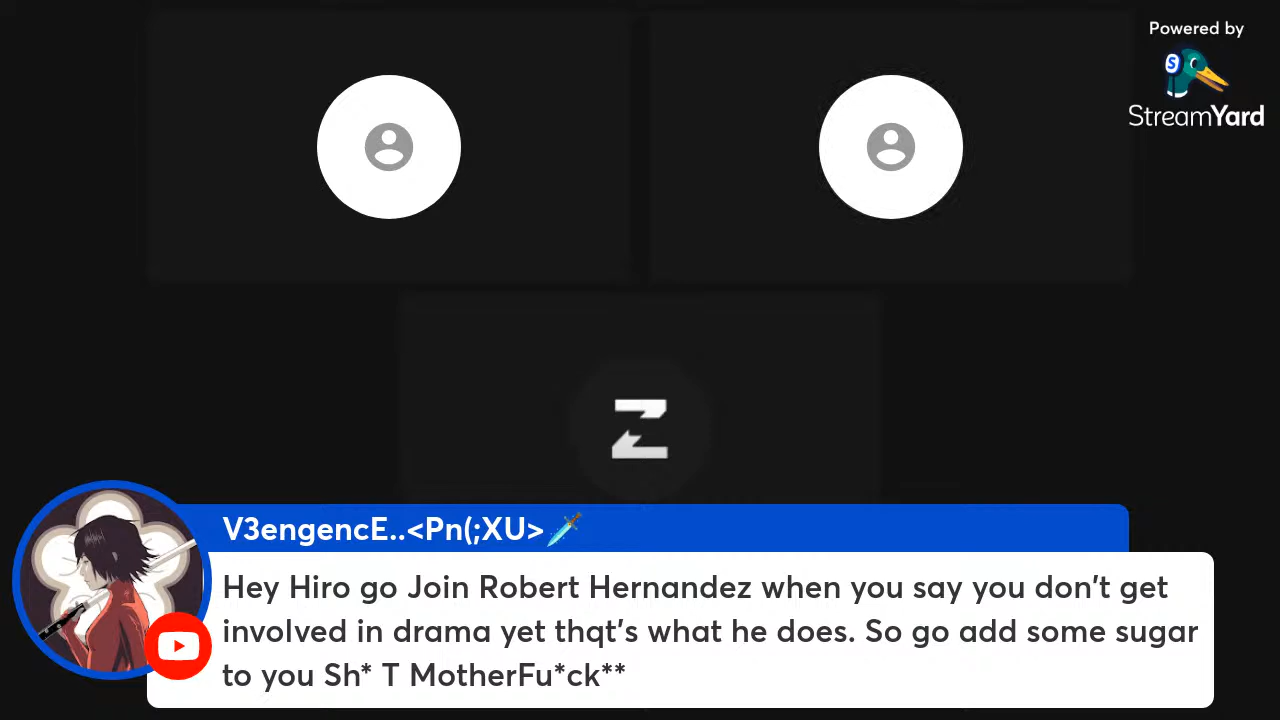 Powered by
StreamYard
Z
V3engencE..<Pn(;XU>🗡️
Hey Hiro go Join Robert Hernandez when you say you don't get
involved in drama yet thqt's what he does. So go add some sugar
to you Sh* T MotherFu*ck**